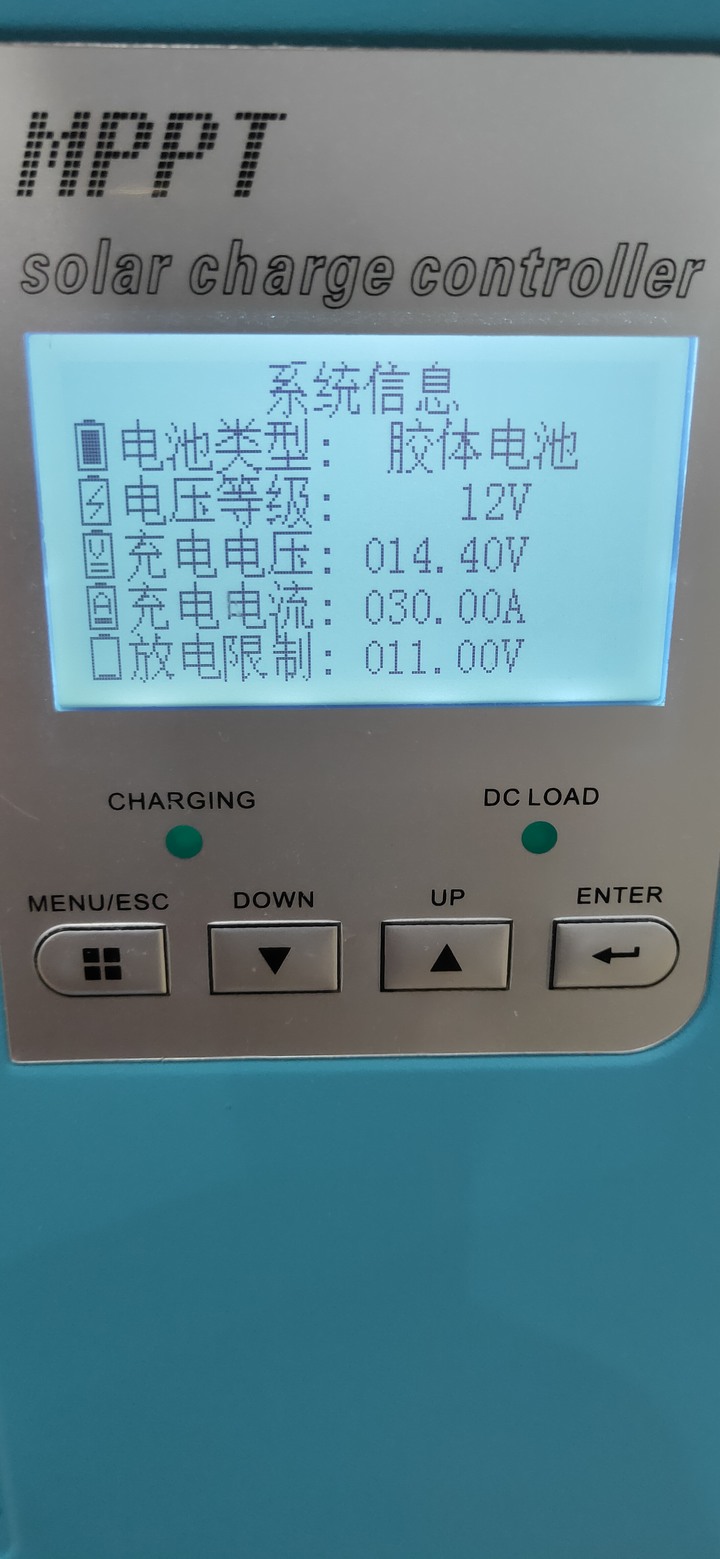 MPPT
solar charge controller
系统信息
电池类型： 胶体电池
电压等级： 12V
充电电压： 014.40V
充电电流： 030.00A
放电限制： 011.00V
CHARGING DC LOAD
MENU/ESC DOWN UP ENTER